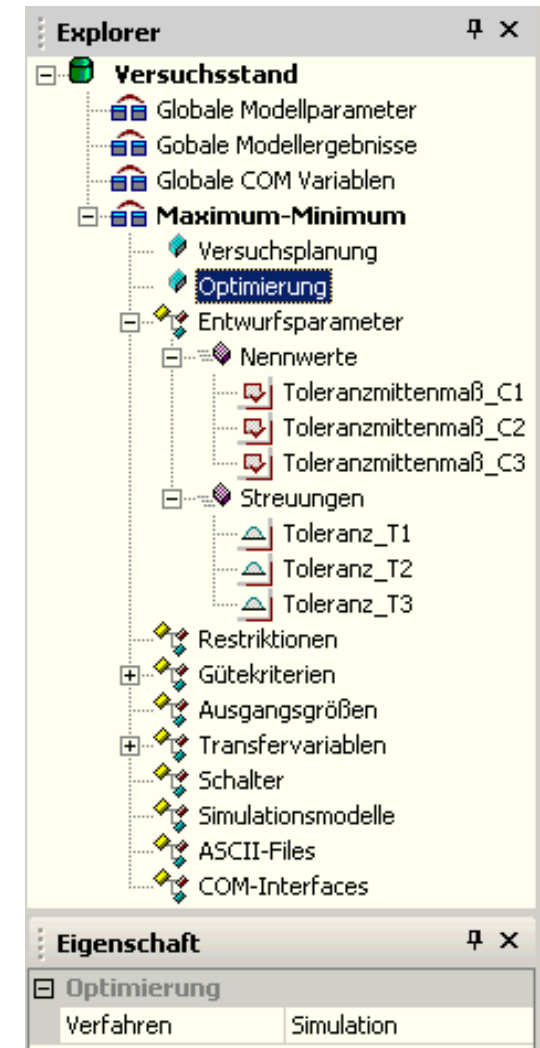 Explorer
Versuchsstand
Globale Modellparameter
Gobale Modellergebnisse
Globale COM Variablen
Maximum-Minimum
Versuchsplanung
Optimierung
Entwurfsparameter
Nennwerte
Toleranzmittenmaß_C1
Toleranzmittenmaß_C2
Toleranzmittenmaß_C3
Streuungen
Toleranz_T1
Toleranz_T2
Toleranz_T3
Restriktionen
Gütekriterien
Ausgangsgrößen
Transfervariablen
Schalter
Simulationsmodelle
ASCII-Files
COM-Interfaces
Eigenschaft
Optimierung
Verfahren Simulation